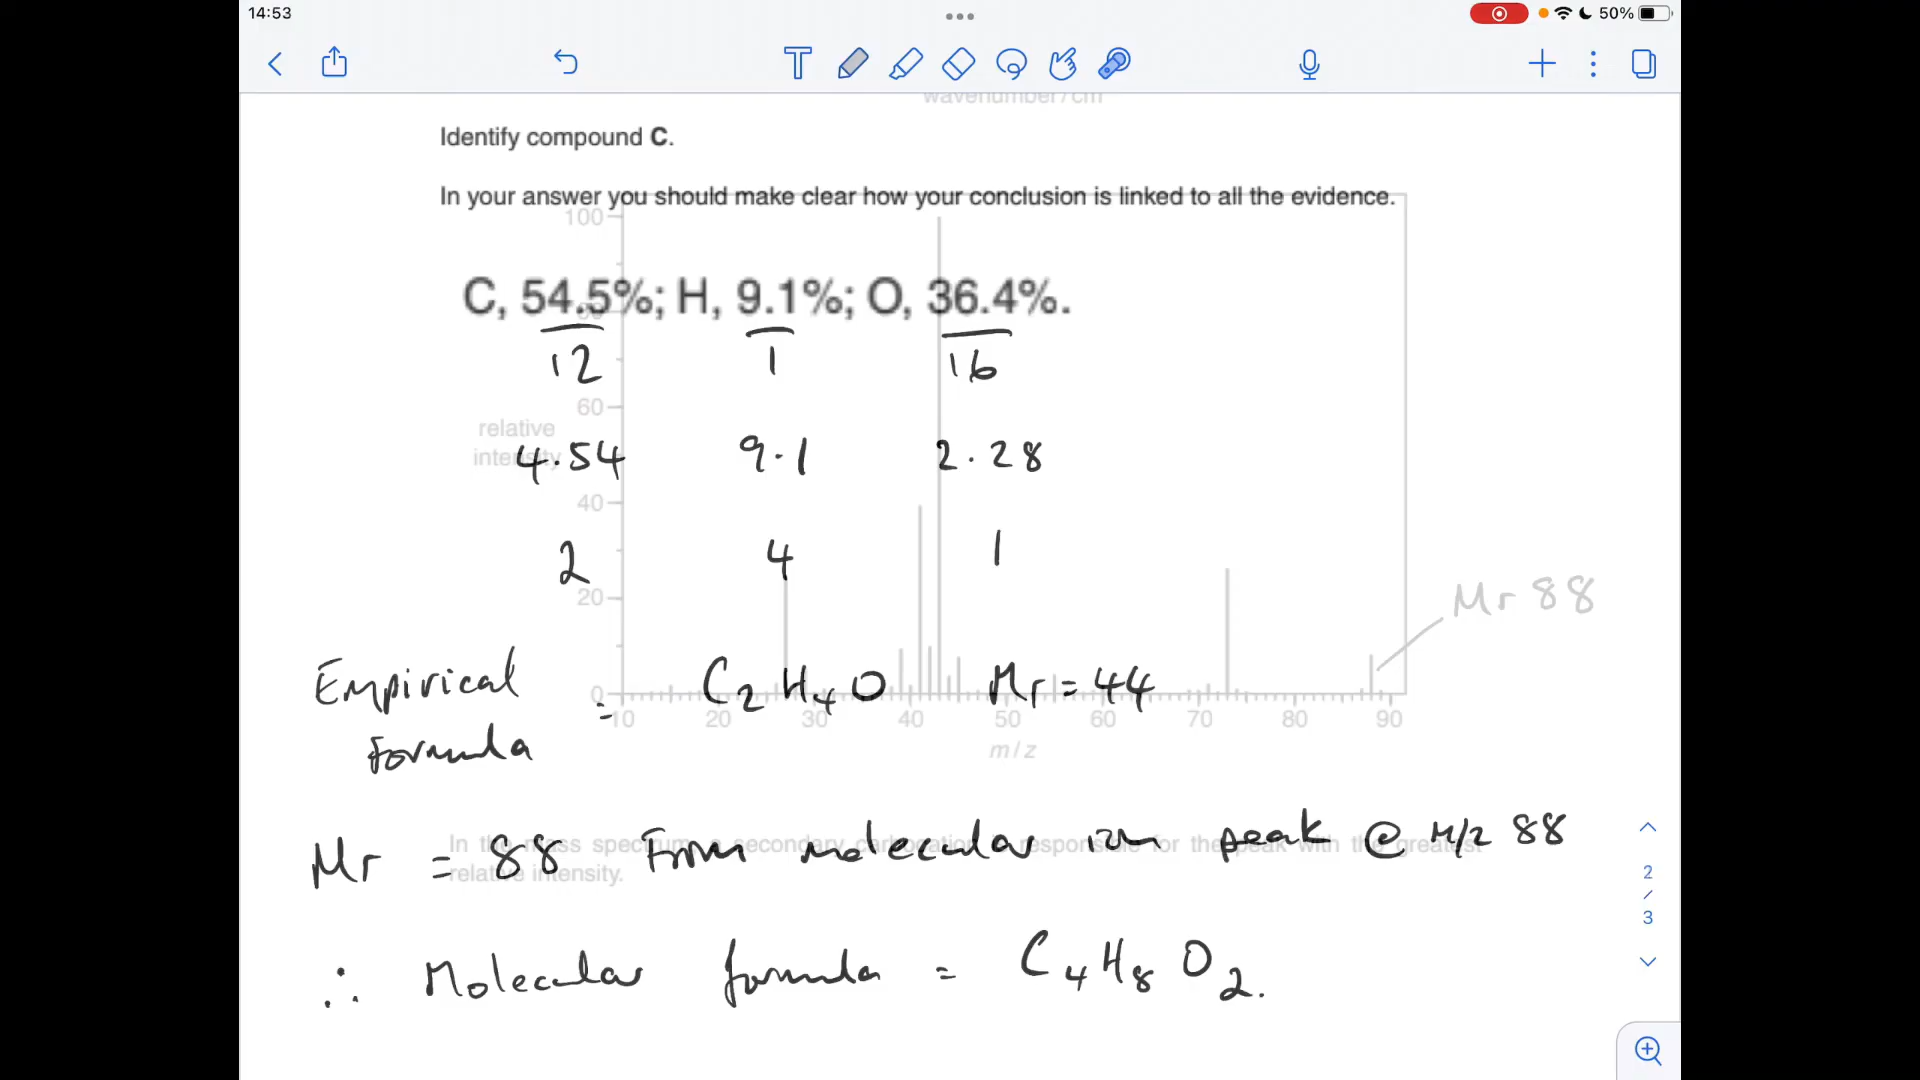 14:53
50%
wavenumber / cm
Identify compound C.
In your answer you should make clear how your conclusion is linked to all the evidence.
100
C, 54.5%; H, 9.1%; O, 36.4%.
12 1 16
60
relative
intensity
4.54 9.1 2.28
40
2 4 1
20
Mr 88
Empirical formula = C2H4O Mr = 44
0
10 20 30 40 50 60 70 80 90
m / z
Mr = 88 From molecular ion peak @ M/z 88
In the mass spectrum a secondary carbocation is responsible for the peak with the greatest
relative intensity.
2
/
3
∴ Molecular formula = C4H8O2.